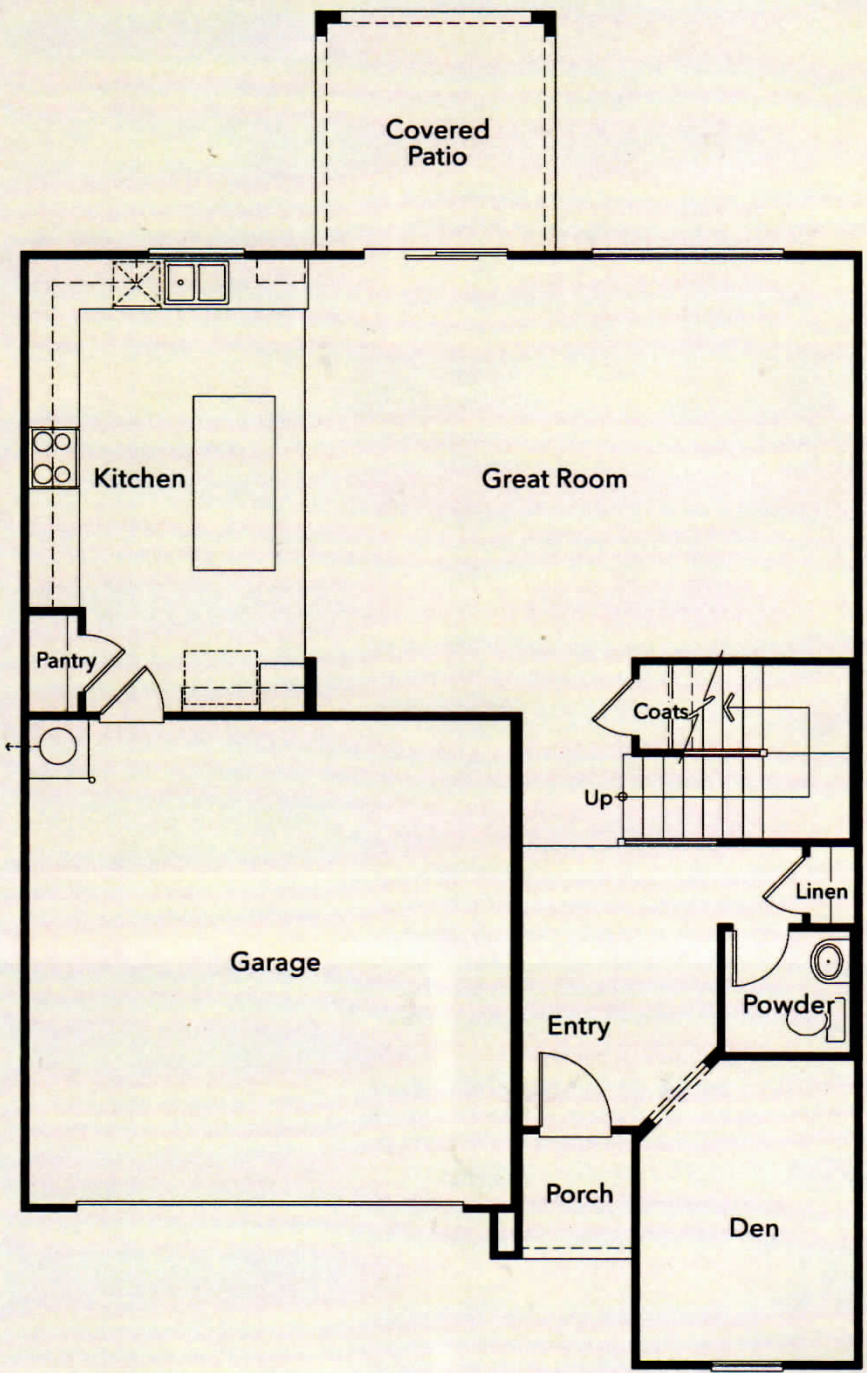 Covered
Patio
Kitchen
Great Room
Pantry
Coats
Up
Linen
Garage
Powder
Entry
Porch
Den